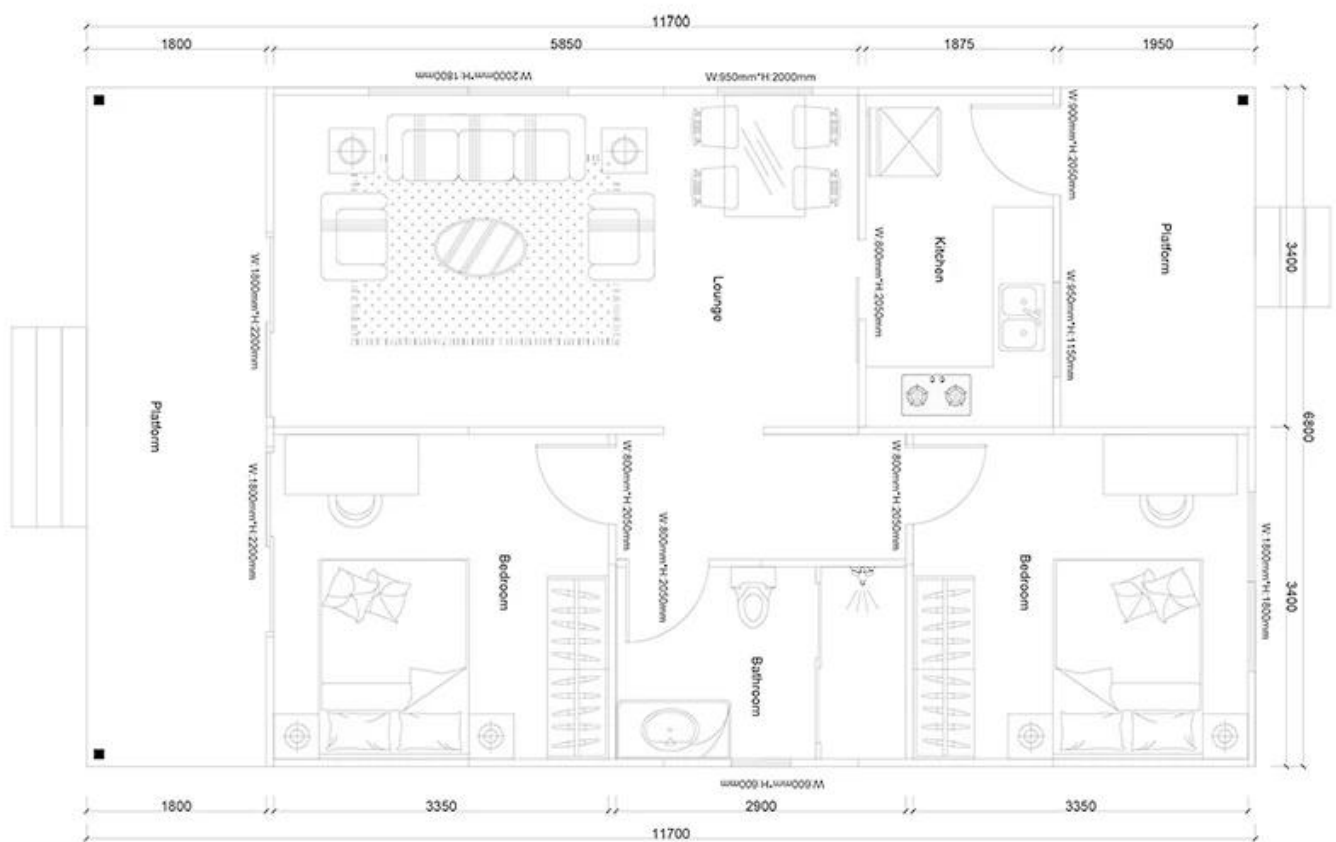 11700
1800
5850
1875
1950
W:2000mm*H:1800mm
W:950mm*H:2000mm
W:900mm*H:2050mm
W:1800mm*H:2200mm
Lounge
W:800mm*H:2050mm
Kitchen
W:950mm*H:1150mm
Platform
3400
6800
Platform
W:1800mm*H:2200mm
W:800mm*H:2050mm
W:800mm*H:2050mm
W:800mm*H:2050mm
Bedroom
Bathroom
Bedroom
W:1800mm*H:1800mm
3400
W:600mm*H:600mm
1800
3350
2900
3350
11700